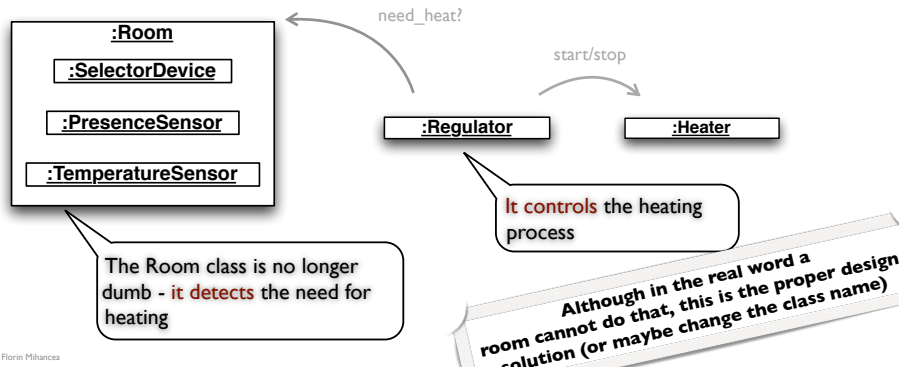 need_heat?
:Room
:SelectorDevice
:PresenceSensor
:TemperatureSensor
start/stop
:Regulator
:Heater
It controls the heating
process
The Room class is no longer
dumb - it detects the need for
heating
Although in the real word a
room cannot do that, this is the proper design
solution (or maybe change the class name)
Florin Mihancea